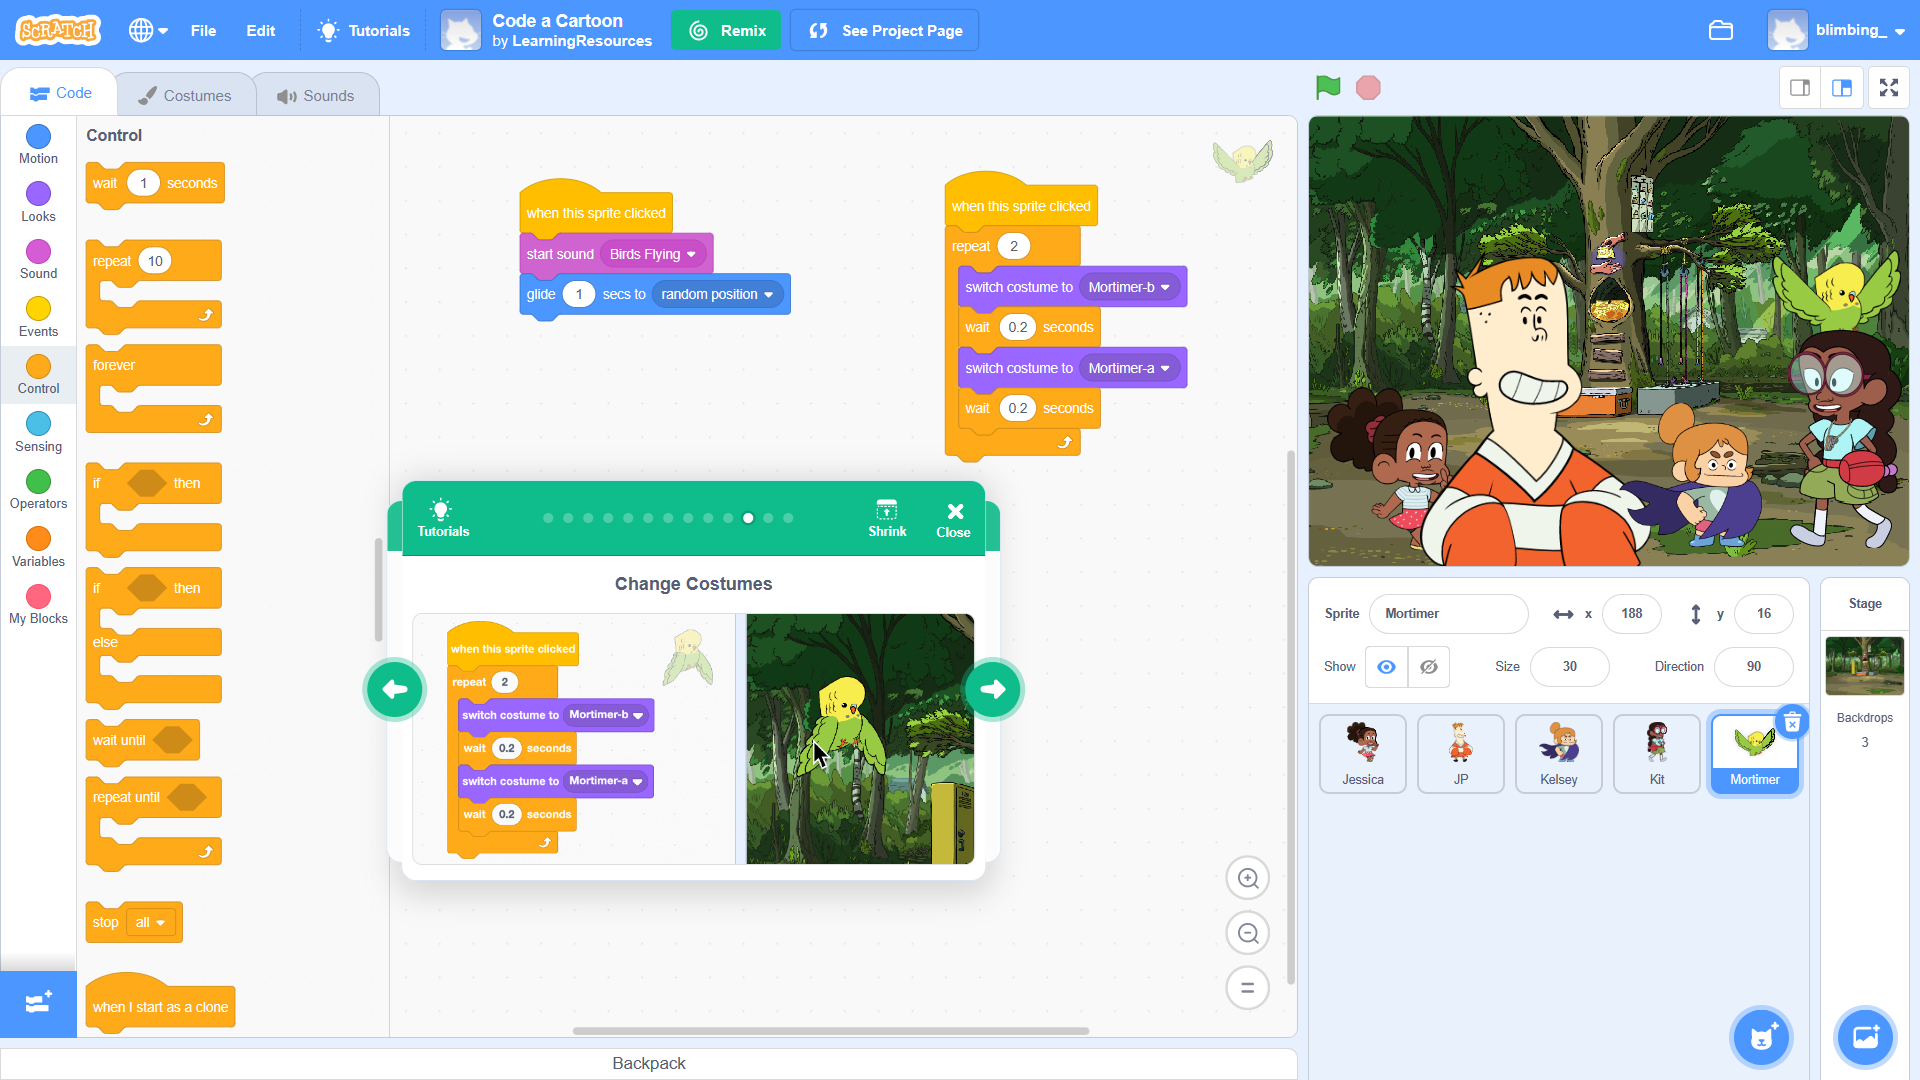 SCRATCH
File
Edit
Tutorials
Code a Cartoon
by LearningResources
Remix
See Project Page
blimbing_
Code
Costumes
Sounds
Motion
Looks
Sound
Events
Control
Sensing
Operators
Variables
My Blocks
Control
wait 1 seconds
repeat 10
forever
if then
if then
else
wait until
repeat until
stop all
when I start as a clone
when this sprite clicked
start sound Birds Flying
glide 1 secs to random position
when this sprite clicked
repeat 2
switch costume to Mortimer-b
wait 0.2 seconds
switch costume to Mortimer-a
wait 0.2 seconds
Tutorials
Shrink
Close
Change Costumes
when this sprite clicked
repeat 2
switch costume to Mortimer-b
wait 0.2 seconds
switch costume to Mortimer-a
wait 0.2 seconds
Backpack
Sprite Mortimer x 188 y 16
Show Size 30 Direction 90
Jessica
JP
Kelsey
Kit
Mortimer
Stage
Backdrops
3